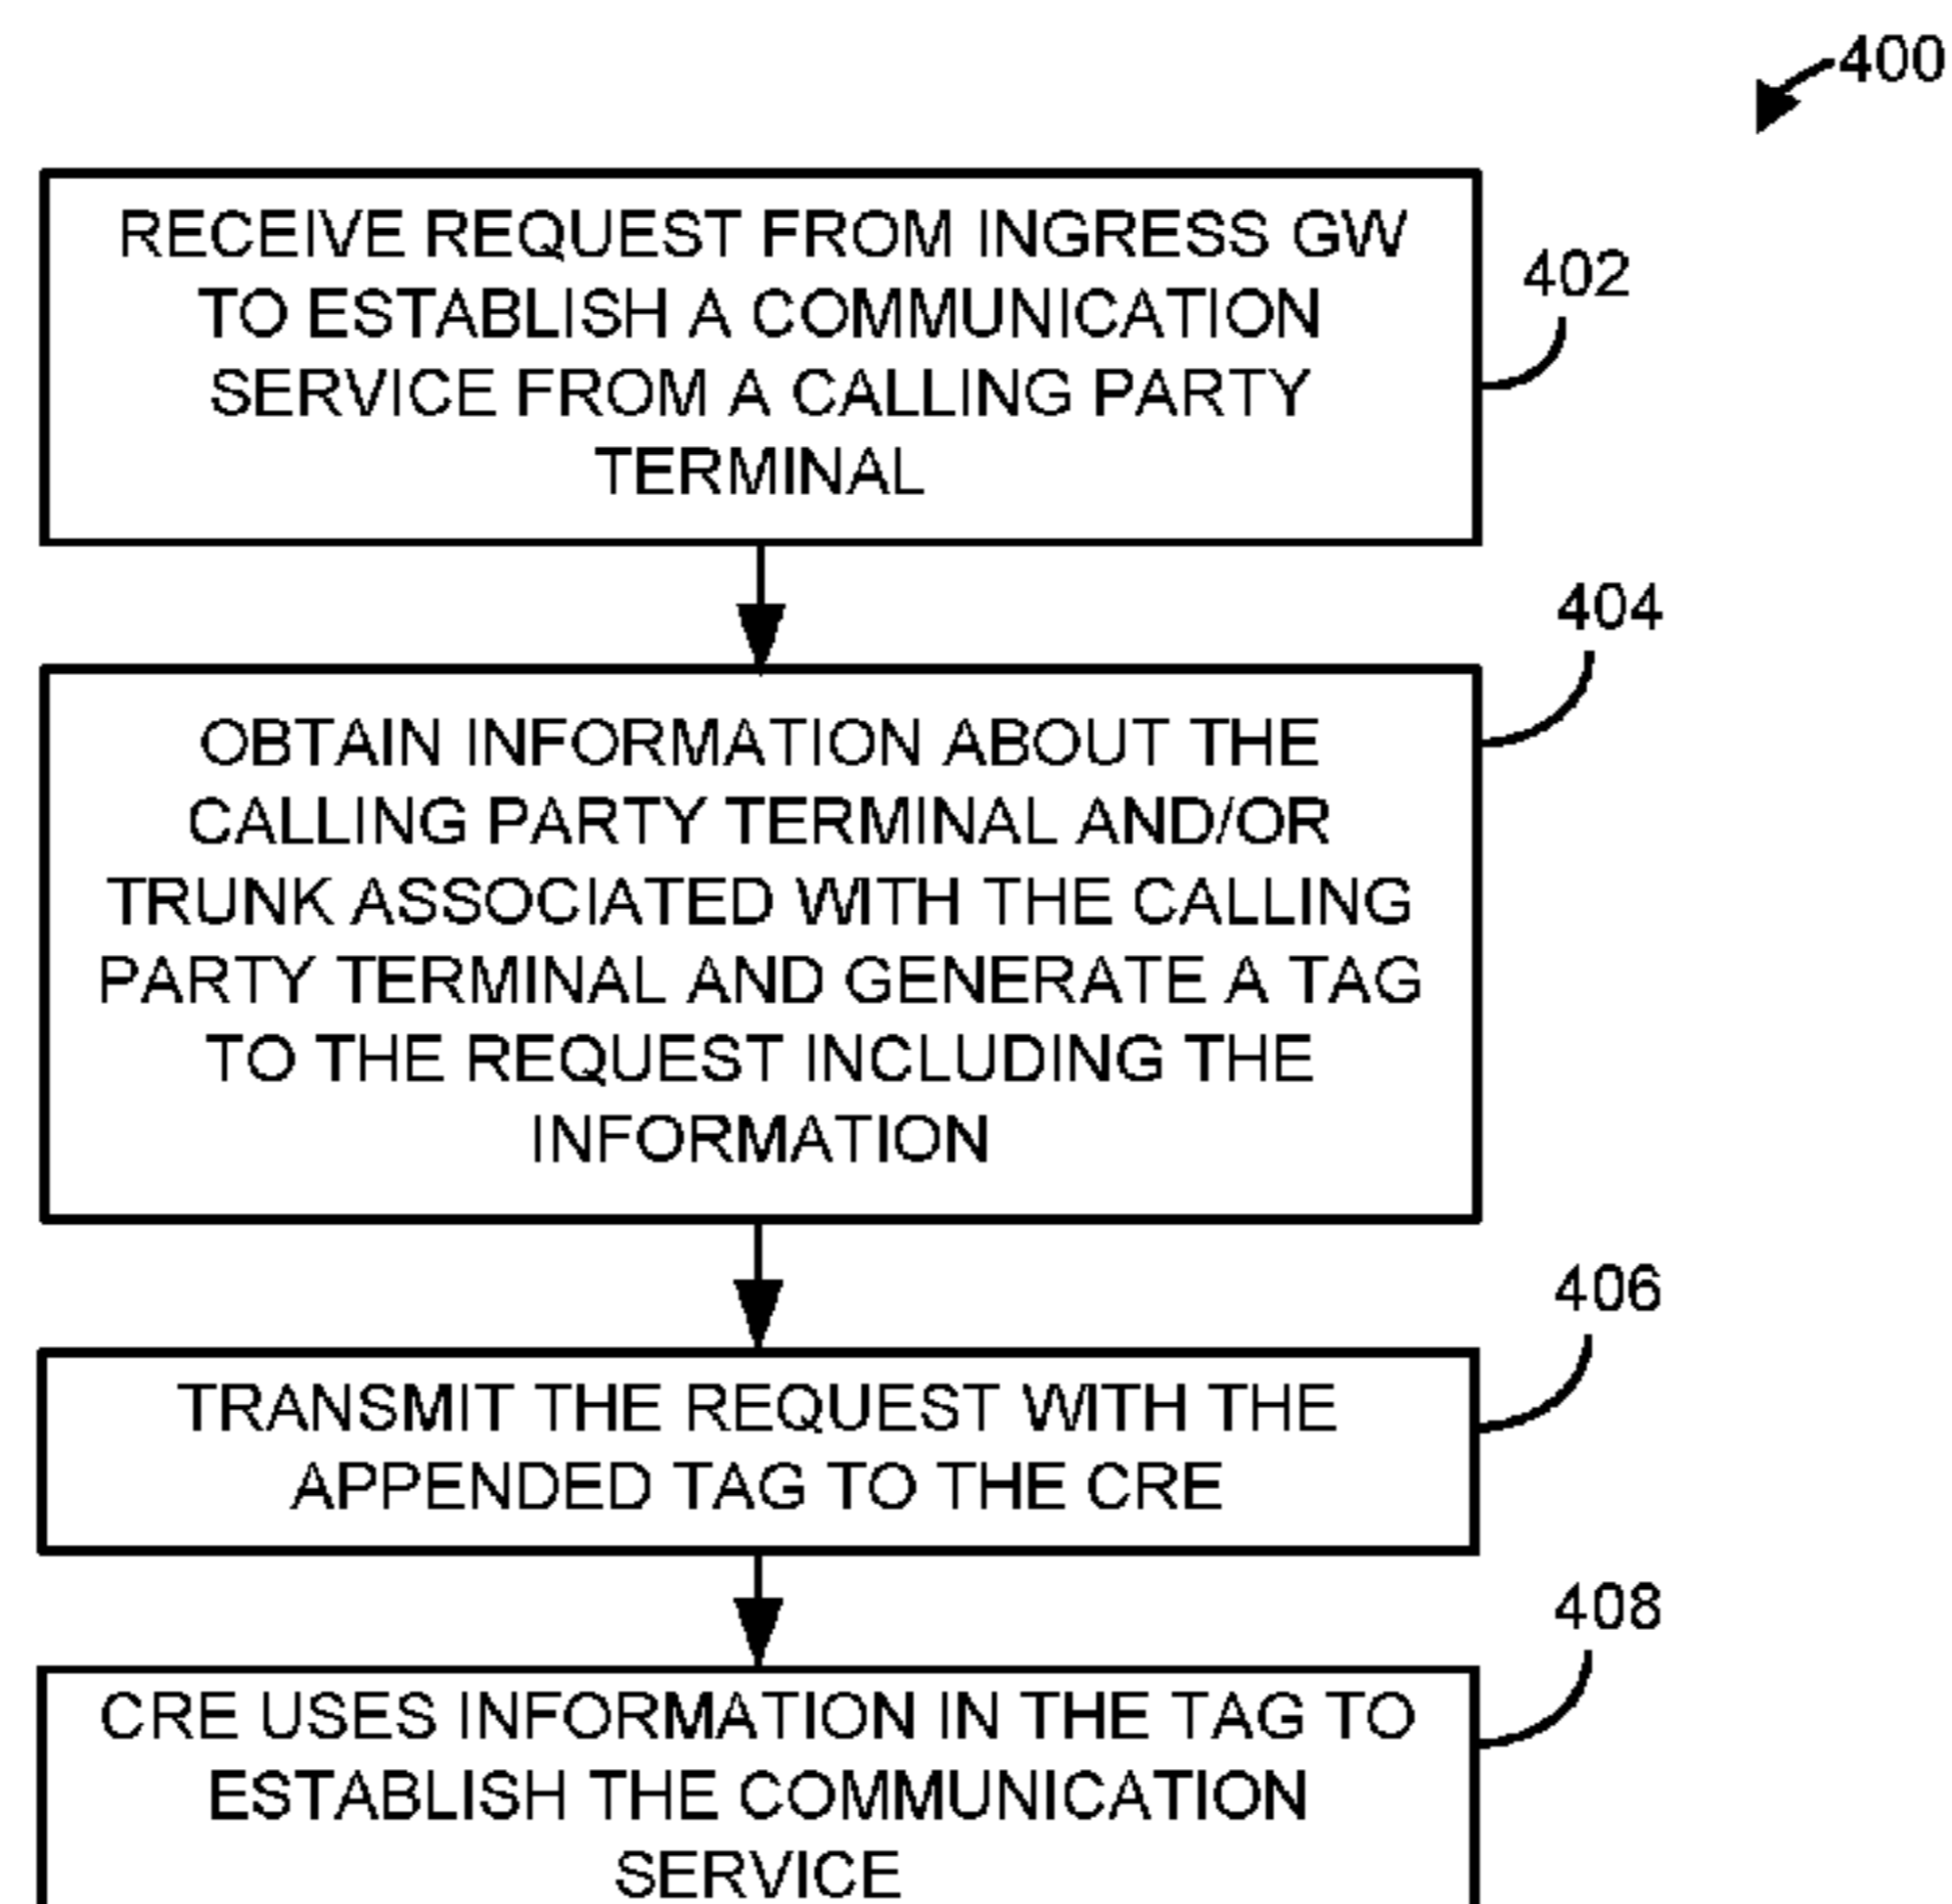 400
RECEIVE REQUEST FROM INGRESS GW
TO ESTABLISH A COMMUNICATION
SERVICE FROM A CALLING PARTY
TERMINAL
402
OBTAIN INFORMATION ABOUT THE
CALLING PARTY TERMINAL AND/OR
TRUNK ASSOCIATED WITH THE CALLING
PARTY TERMINAL AND GENERATE A TAG
TO THE REQUEST INCLUDING THE
INFORMATION
404
TRANSMIT THE REQUEST WITH THE
APPENDED TAG TO THE CRE
406
CRE USES INFORMATION IN THE TAG TO
ESTABLISH THE COMMUNICATION
SERVICE
408